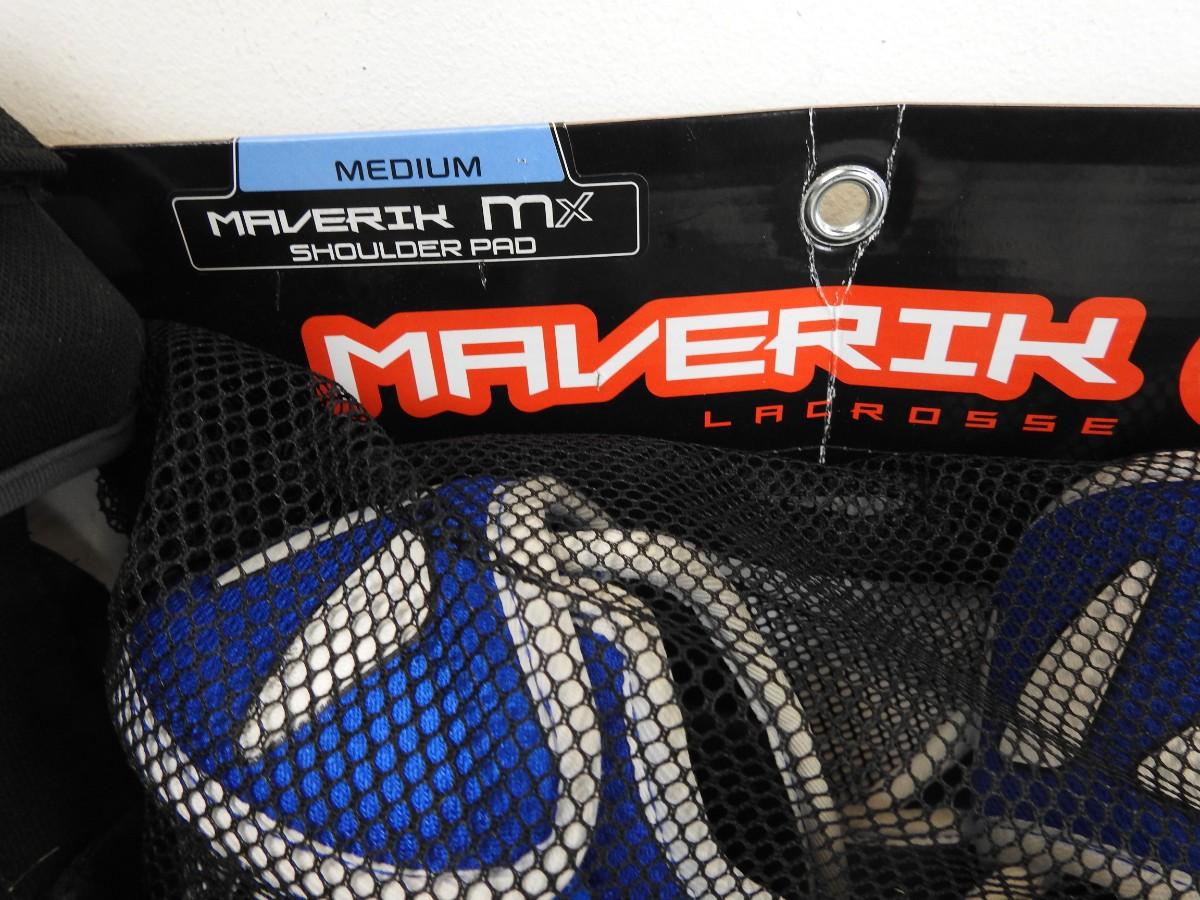 MEDIUM
MAVERIK MX
SHOULDER PAD
MAVERIK
LACROSSE